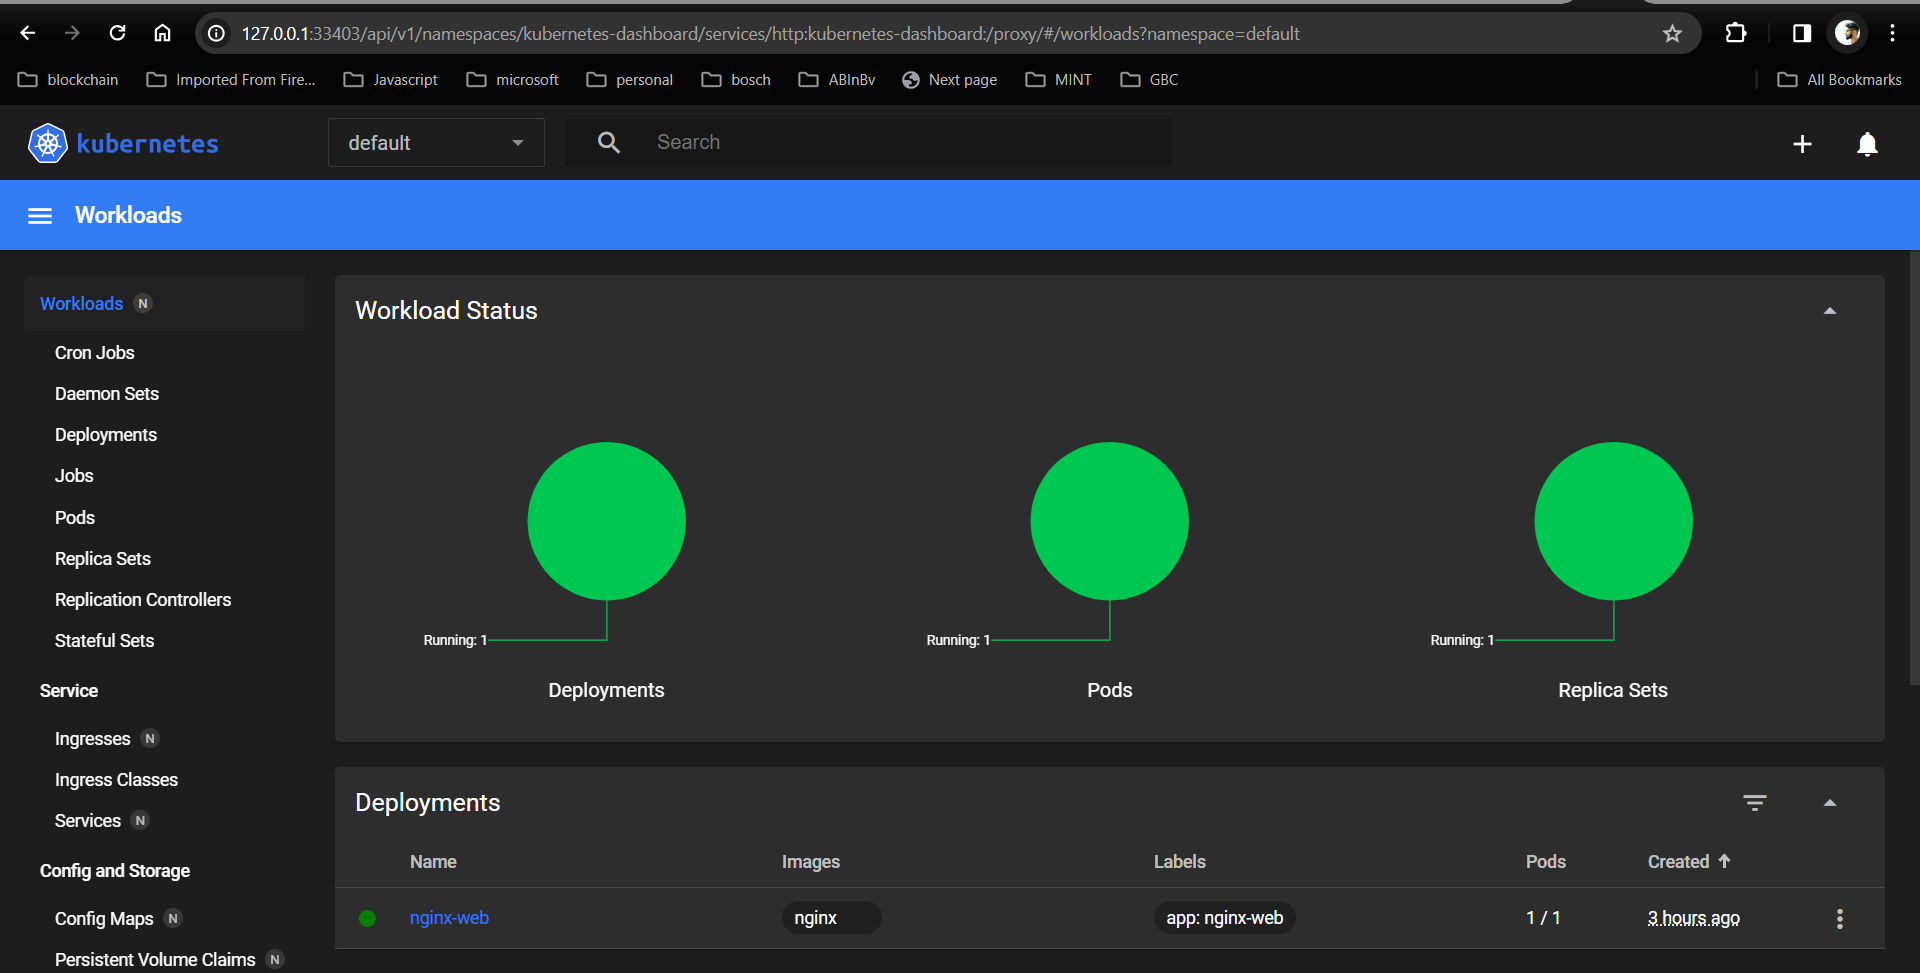 127.0.0.1:33403/api/v1/namespaces/kubernetes-dashboard/services/http:kubernetes-dashboard:/proxy/#/workloads?namespace=default
blockchain Imported From Fire... Javascript microsoft personal bosch ABInBv Next page MINT GBC All Bookmarks
kubernetes default Search
Workloads
Workloads N
Cron Jobs
Daemon Sets
Deployments
Jobs
Pods
Replica Sets
Replication Controllers
Stateful Sets
Service
Ingresses N
Ingress Classes
Services N
Config and Storage
Config Maps N
Persistent Volume Claims N
Workload Status
Running: 1 Running: 1 Running: 1
Deployments Pods Replica Sets
Deployments
Name Images Labels Pods Created
nginx-web nginx app: nginx-web 1 / 1 3 hours ago